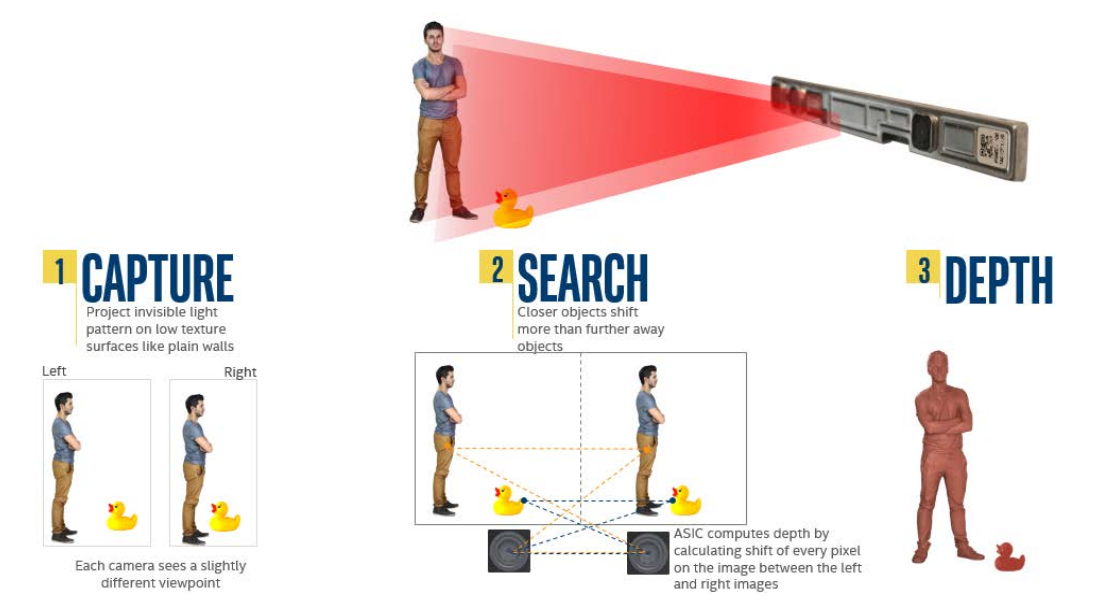 1 CAPTURE
Project invisible light
pattern on low texture
surfaces like plain walls
Left
Right
Each camera sees a slightly
different viewpoint
2 SEARCH
Closer objects shift
more than further away
objects
ASIC computes depth by
calculating shift of every pixel
on the image between the left
and right images
3 DEPTH